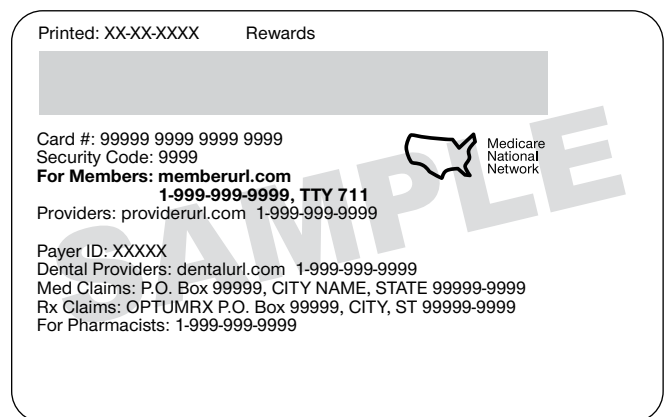 Printed: XX-XX-XXXX Rewards
Card #: 99999 9999 9999 9999
Security Code: 9999
Medicare
National
Network
For Members: memberurl.com
1-999-999-9999, TTY 711
Providers: providerurl.com 1-999-999-9999
Payer ID: XXXXX
Dental Providers: dentalurl.com 1-999-999-9999
Med Claims: P.O. Box 99999, CITY NAME, STATE 99999-9999
Rx Claims: OPTUMRX P.O. Box 99999, CITY, ST 99999-9999
For Pharmacists: 1-999-999-9999
SAMPLE